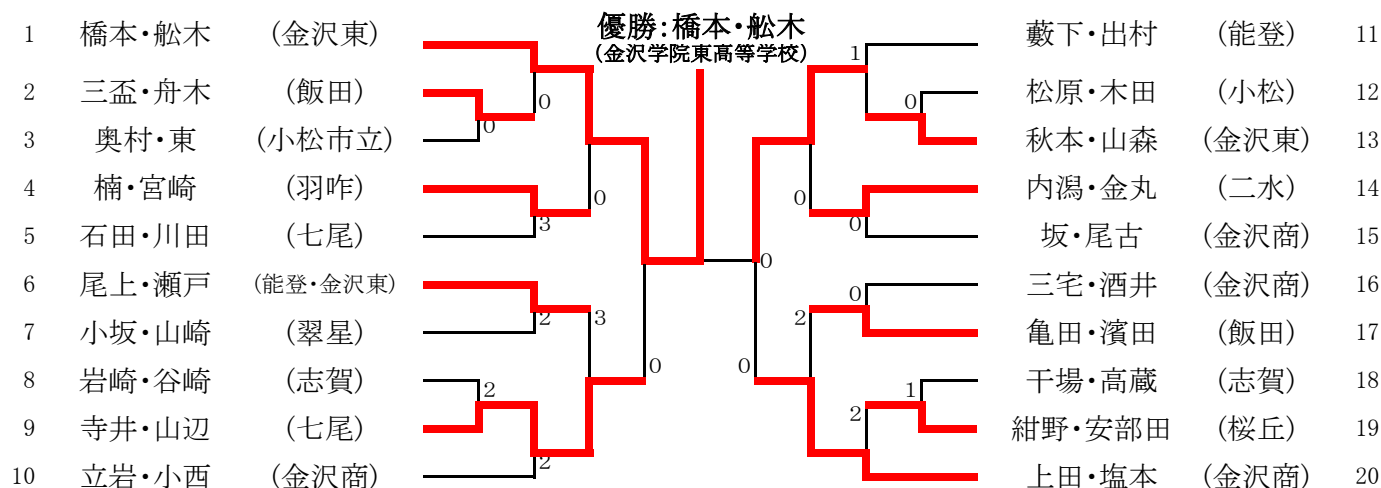 優勝:橋本・舩木
(金沢学院東高等学校)
1 橋本・舩木 (金沢東)
2 三盃・舟木 (飯田)
3 奥村・東 (小松市立)
4 楠・宮崎 (羽咋)
5 石田・川田 (七尾)
6 尾上・瀬戸 (能登・金沢東)
7 小坂・山崎 (翠星)
8 岩崎・谷崎 (志賀)
9 寺井・山辺 (七尾)
10 立岩・小西 (金沢商)
0
0
0
3
2
3
0
2
2
1
0
0
0
0
0
2
0
1
2
藪下・出村 (能登) 11
松原・木田 (小松) 12
秋本・山森 (金沢東) 13
内潟・金丸 (二水) 14
坂・尾古 (金沢商) 15
三宅・酒井 (金沢商) 16
亀田・濱田 (飯田) 17
干場・高蔵 (志賀) 18
紺野・安部田 (桜丘) 19
上田・塩本 (金沢商) 20